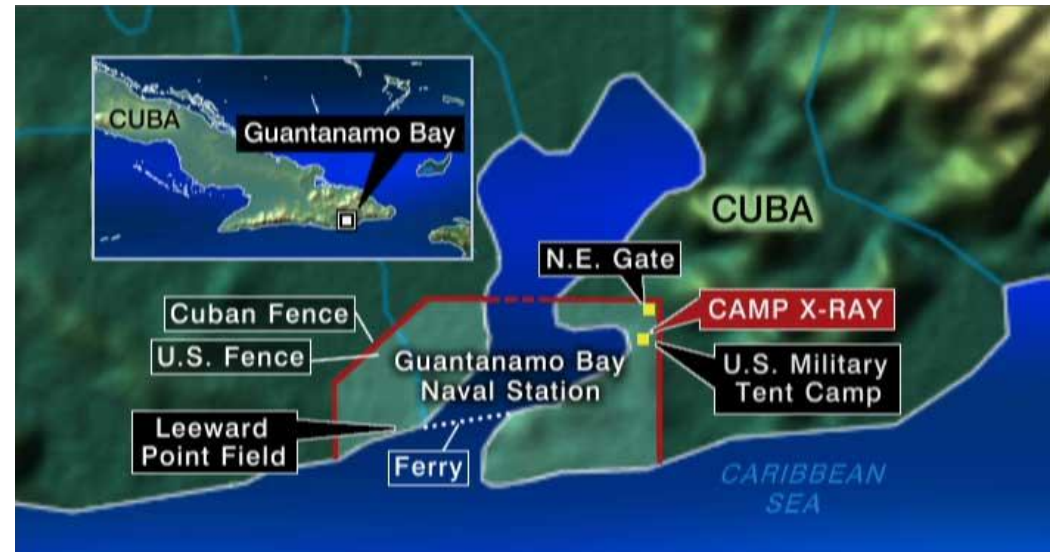 CUBA
Guantanamo Bay
CUBA
N.E. Gate
Cuban Fence
CAMP X-RAY
U.S. Fence
Guantanamo Bay
Naval Station
U.S. Military
Tent Camp
Leeward
Point Field
Ferry
CARIBBEAN
SEA